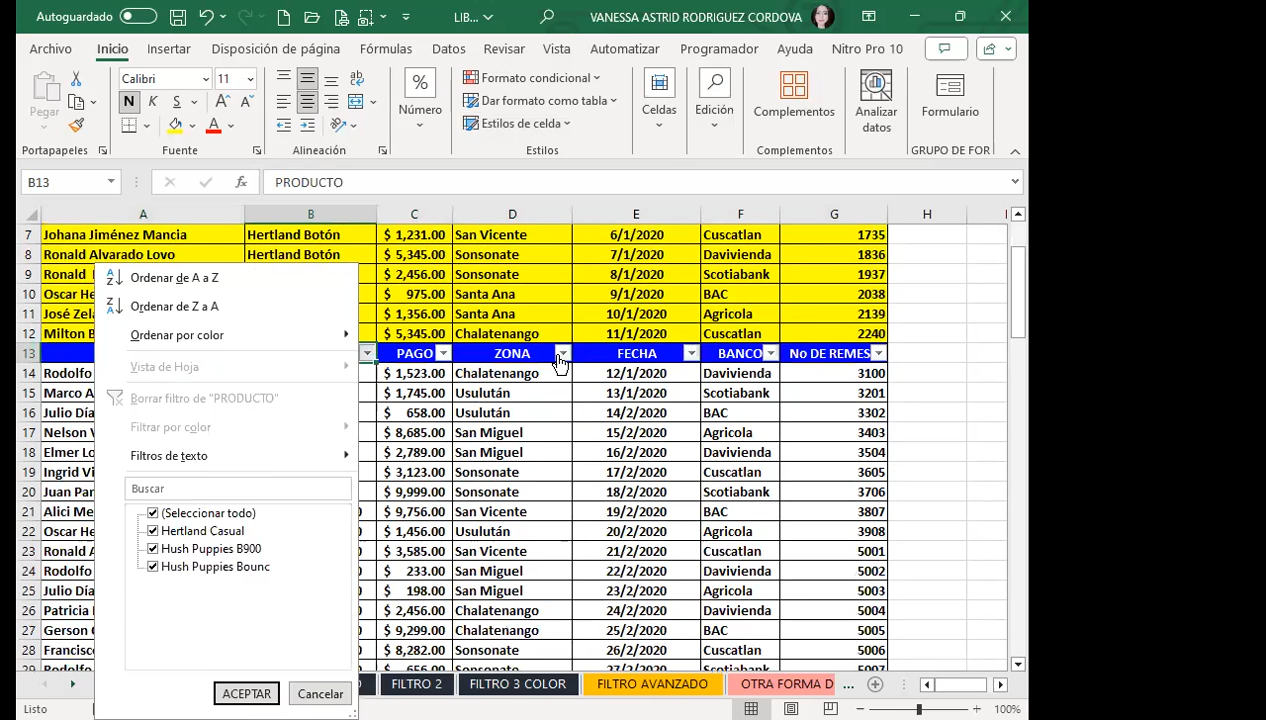 Autoguardado LIB... VANESSA ASTRID RODRIGUEZ CORDOVA
Archivo Inicio Insertar Disposición de página Fórmulas Datos Revisar Vista Automatizar Programador Ayuda Nitro Pro 10
Pegar Calibri 11 Número Formato condicional Dar formato como tabla Estilos de celda Celdas Edición Complementos Analizar datos Formulario
N K S A A A
Portapapeles Fuente Alineación Estilos Complementos GRUPO DE FOR
B13 fx PRODUCTO
A B C D E F G H I
7 Johana Jiménez Mancia Hertland Botón $ 1,231.00 San Vicente 6/1/2020 Cuscatlan 1735
8 Ronald Alvarado Lovo Hertland Botón $ 5,345.00 Sonsonate 7/1/2020 Davivienda 1836
9 Ronald $ 2,456.00 Sonsonate 8/1/2020 Scotiabank 1937
10 Oscar He $ 975.00 Santa Ana 9/1/2020 BAC 2038
11 José Zela $ 1,356.00 Santa Ana 10/1/2020 Agricola 2139
12 Milton B $ 5,345.00 Chalatenango 11/1/2020 Cuscatlan 2240
13 PAGO ZONA FECHA BANCO No DE REMES
14 Rodolfo $ 1,523.00 Chalatenango 12/1/2020 Davivienda 3100
15 Marco A $ 1,745.00 Usulután 13/1/2020 Scotiabank 3201
16 Julio Día $ 658.00 Usulután 14/2/2020 BAC 3302
17 Nelson V $ 8,685.00 San Miguel 15/2/2020 Agricola 3403
18 Elmer Lo $ 2,789.00 San Miguel 16/2/2020 Davivienda 3504
19 Ingrid Vi $ 3,123.00 Sonsonate 17/2/2020 Cuscatlan 3605
20 Juan Par $ 9,999.00 Sonsonate 18/2/2020 Scotiabank 3706
21 Alici Me $ 9,756.00 San Vicente 19/2/2020 BAC 3807
22 Oscar He $ 1,456.00 Usulután 20/2/2020 Agricola 3908
23 Ronald A $ 3,585.00 San Vicente 21/2/2020 Cuscatlan 5001
24 Rodolfo $ 233.00 San Miguel 22/2/2020 Davivienda 5002
25 Julio Día $ 198.00 San Miguel 23/2/2020 Agricola 5003
26 Patricia $ 2,456.00 Chalatenango 24/2/2020 Davivienda 5004
27 Gerson C $ 9,299.00 Chalatenango 25/2/2020 BAC 5005
28 Francisc $ 8,282.00 Sonsonate 26/2/2020 Cuscatlan 5006
29 Rodolfo $ 656.00 Sonsonate 27/2/2020 Scotiabank 5007
Ordenar de A a Z
Ordenar de Z a A
Ordenar por color
Vista de Hoja
Borrar filtro de "PRODUCTO"
Filtrar por color
Filtros de texto
Buscar
(Seleccionar todo)
Hertland Casual
Hush Puppies B900
Hush Puppies Bounc
ACEPTAR Cancelar
FILTRO 2 FILTRO 3 COLOR FILTRO AVANZADO OTRA FORMA D ...
Listo 100%